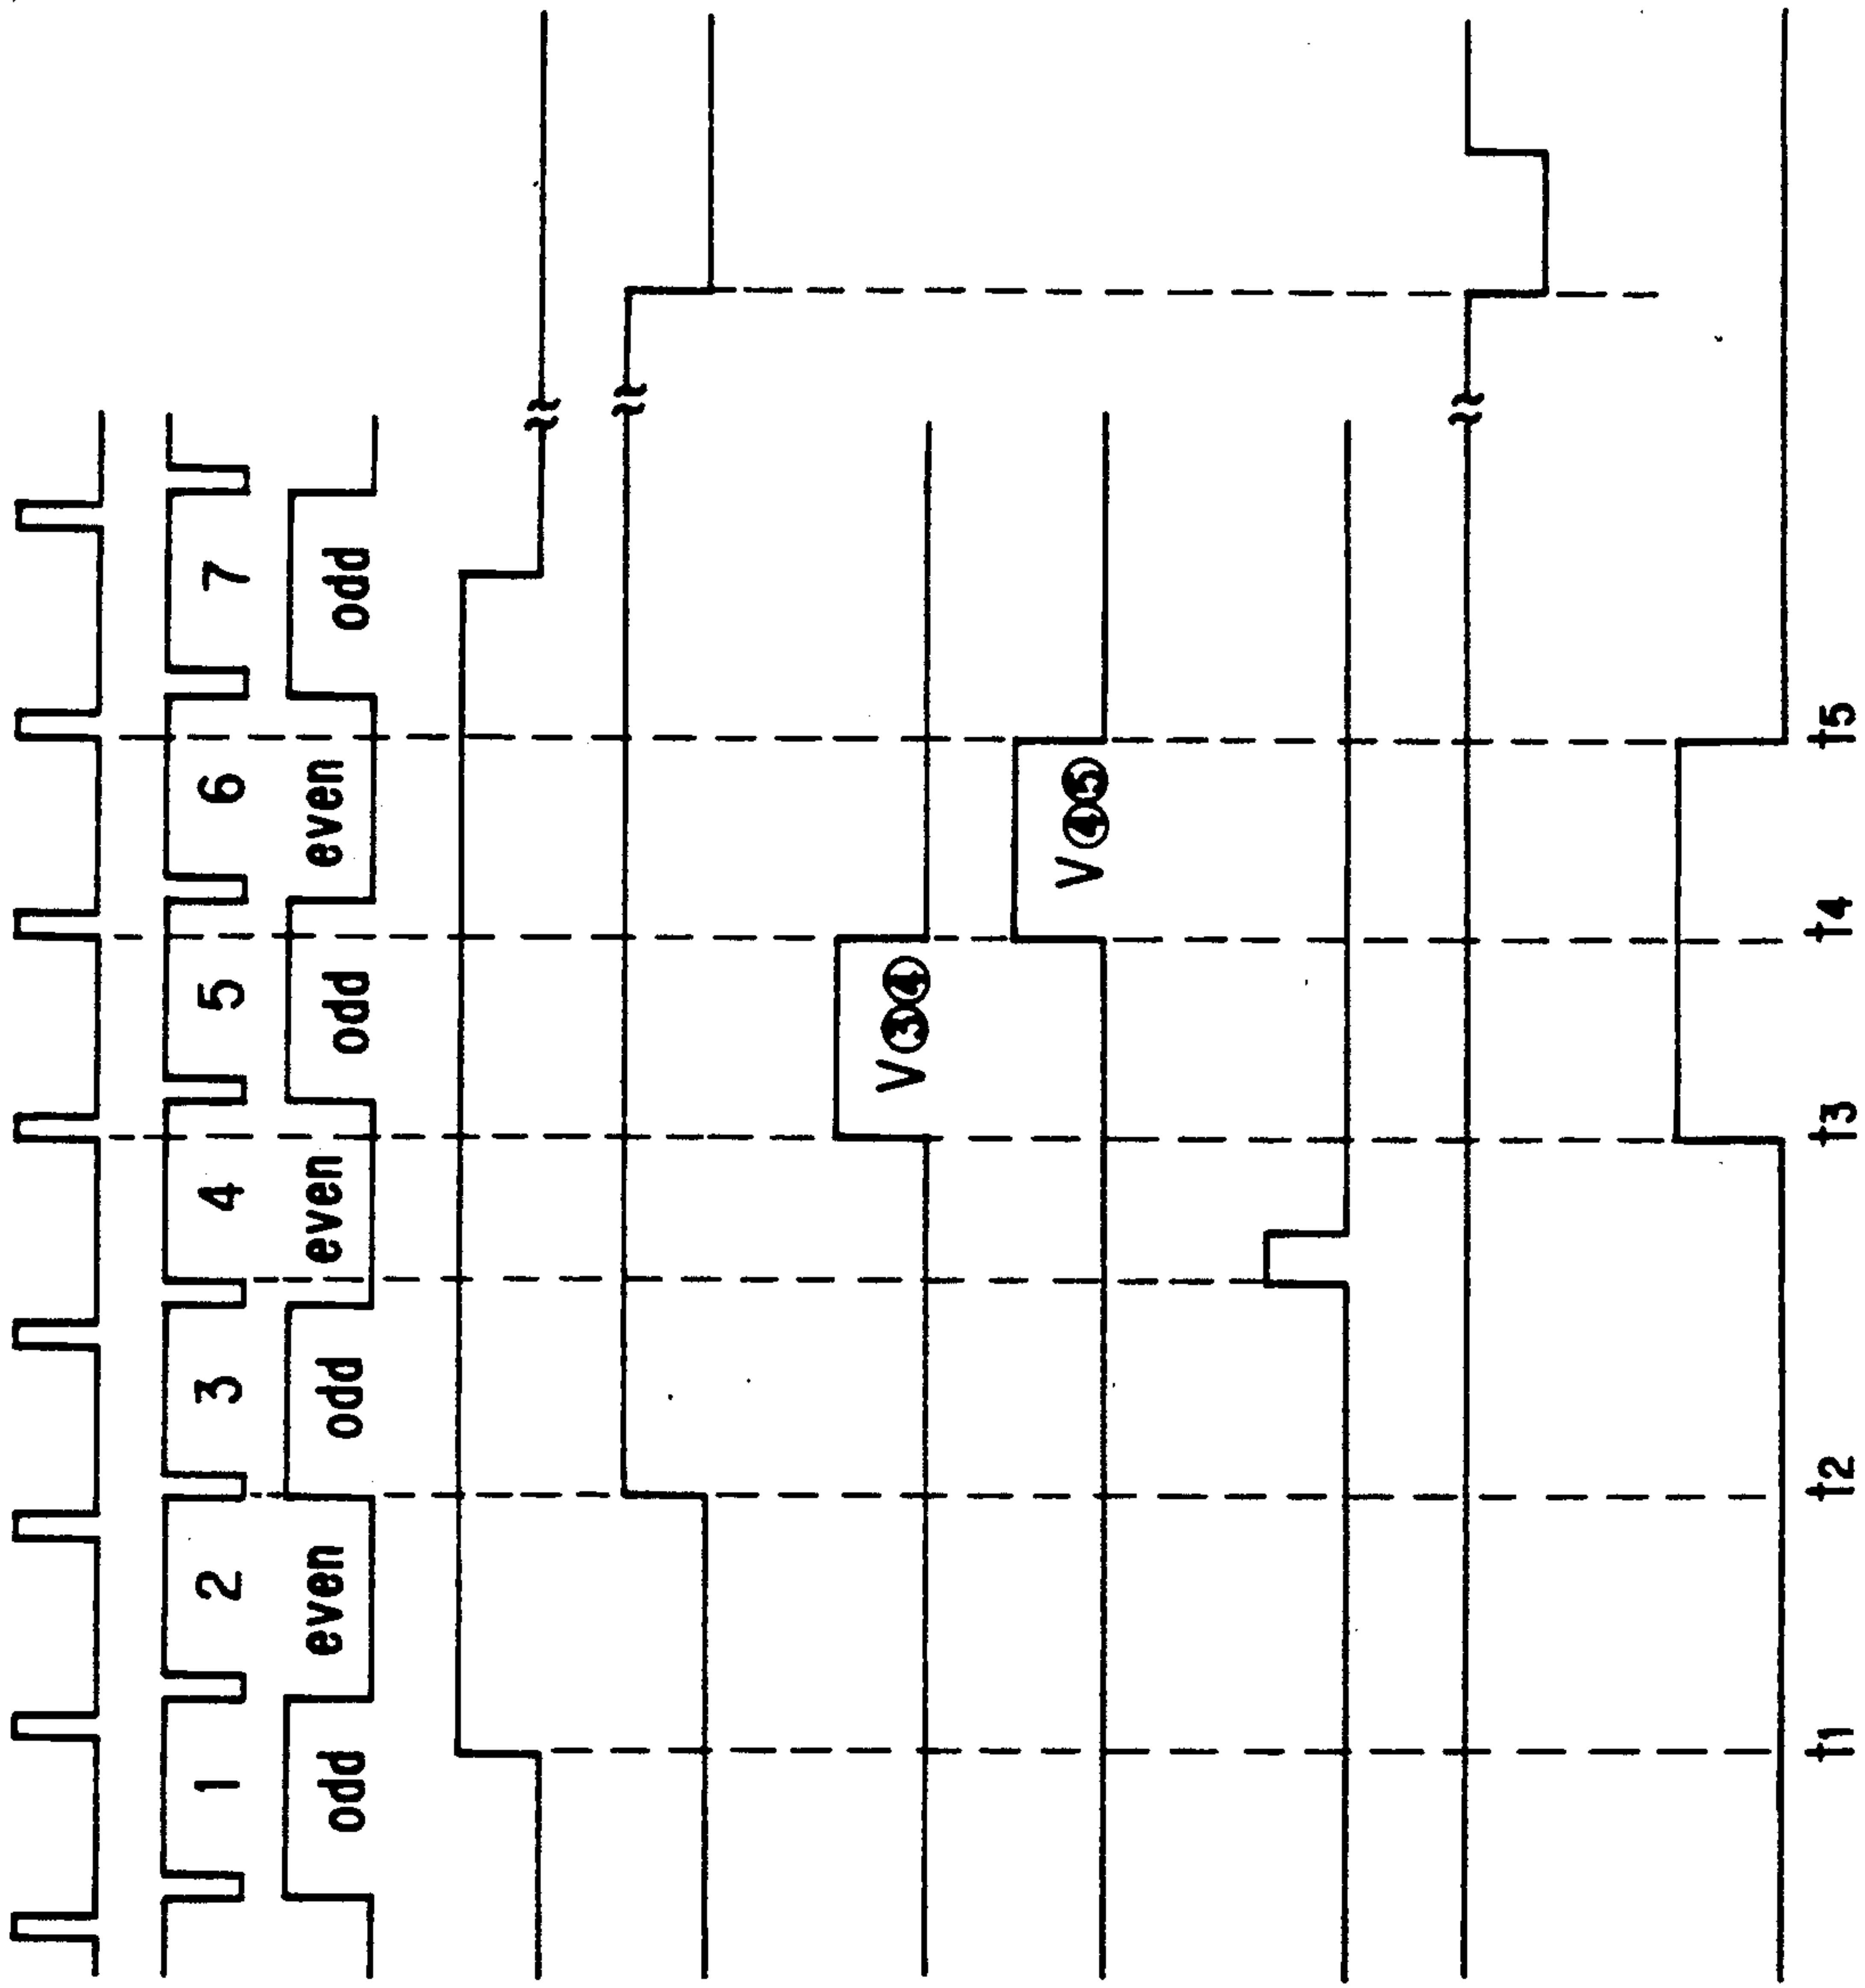 1 2 3 4 5 6 7
odd even odd even odd even odd
V③④
V④⑤
t1 t2 t3 t4 t5